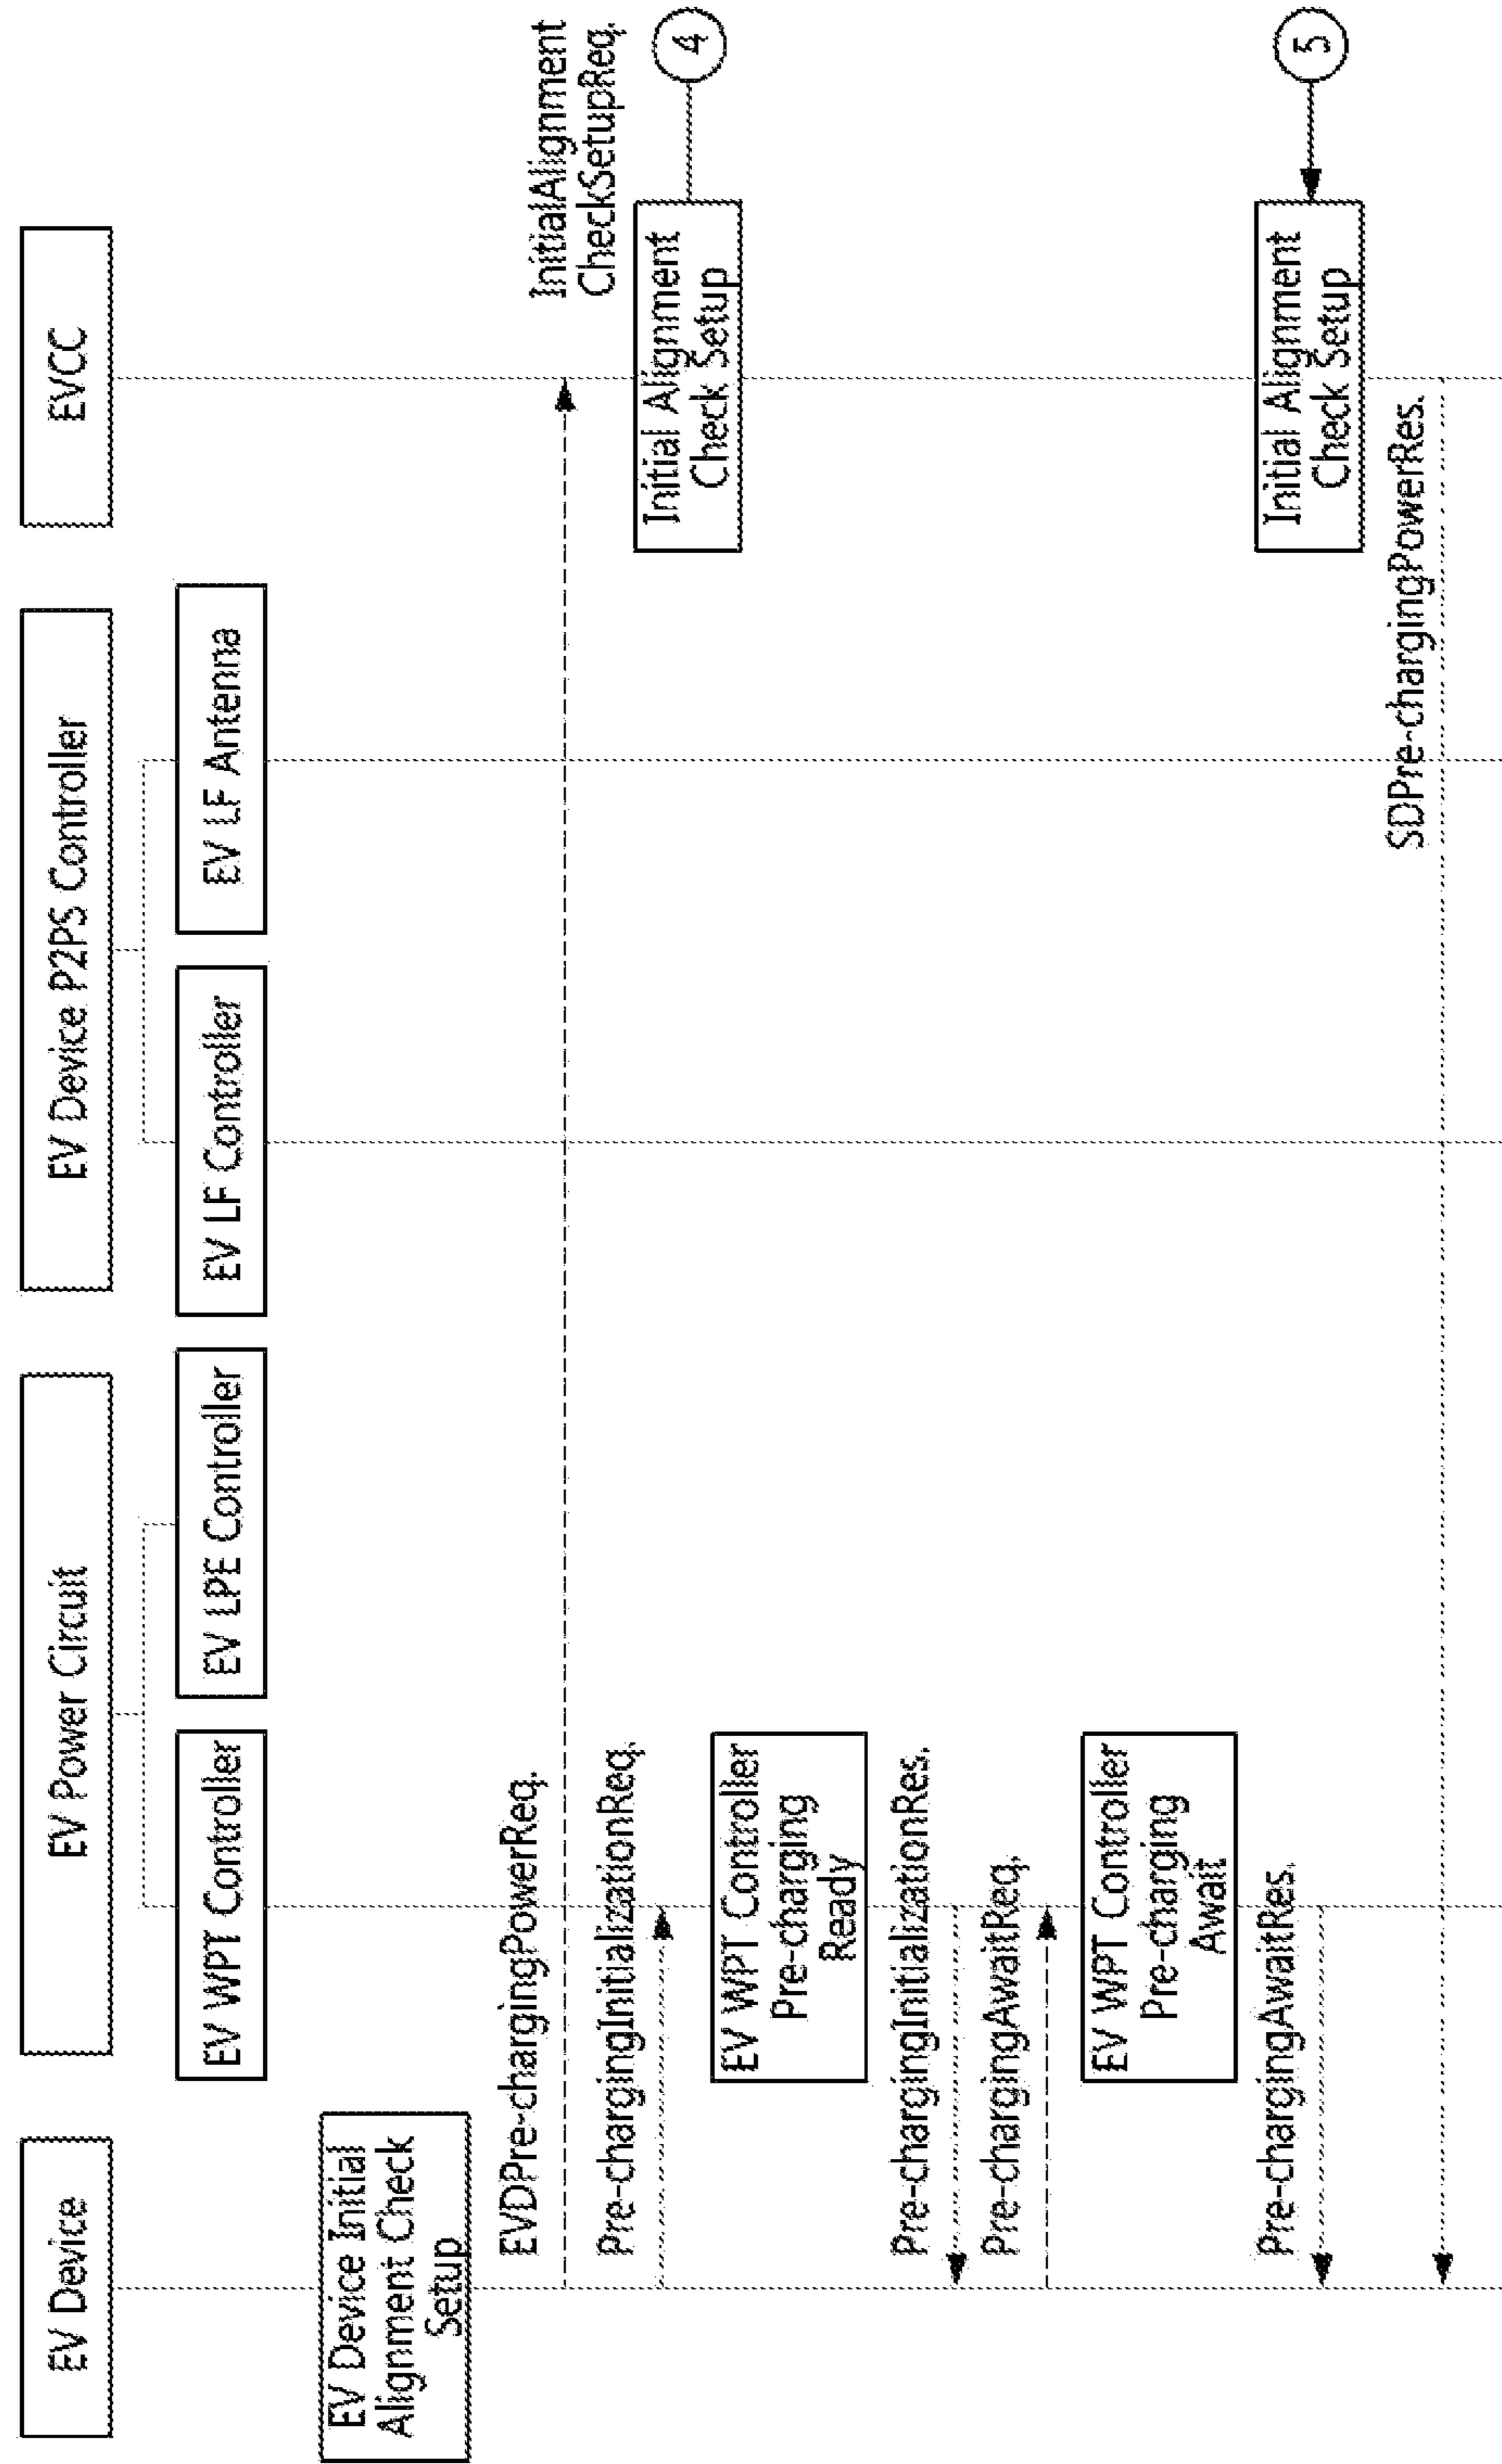 EV Device
EV Power Circuit
EV Device P2PS Controller
EVCC
EV WPT Controller
EV LPE Controller
EV LF Controller
EV LF Antenna
EV Device Initial
Alignment Check
Setup
EVDPre-chargingPowerReq.
InitialAlignment
CheckSetupReq.
Pre-chargingInitializationReq.
Initial Alignment
Check Setup
4
EV WPT Controller
Pre-charging
Ready
Pre-chargingInitializationRes.
Pre-chargingAwaitReq.
EV WPT Controller
Pre-charging
Await
Pre-chargingAwaitRes.
Initial Alignment
Check Setup
5
SDPre-chargingPowerRes.